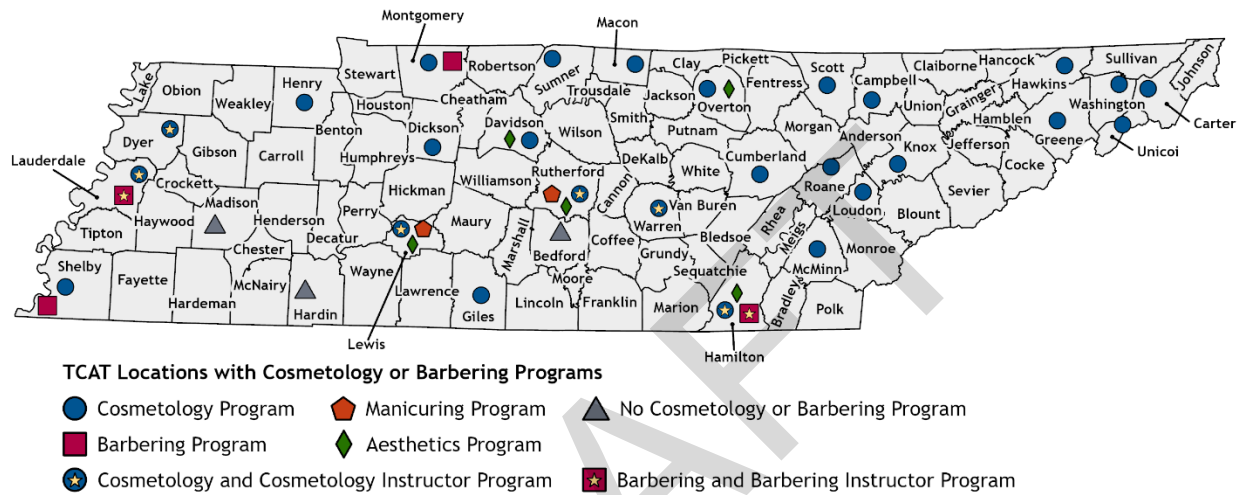 Montgomery
Macon
Lake
Obion
Weakley
Henry
Stewart
Robertson
Sumner
Trousdale
Clay
Pickett
Jackson
Overton
Fentress
Scott
Campbell
Claiborne
Hancock
Hawkins
Sullivan
Johnson
Union
Grainger
Hamblen
Washington
Greene
Carter
Unicoi
Dyer
Gibson
Carroll
Benton
Houston
Humphreys
Dickson
Cheatham
Davidson
Wilson
Smith
Putnam
DeKalb
White
Cumberland
Morgan
Anderson
Knox
Jefferson
Cocke
Sevier
Blount
Loudon
Roane
Lauderdale
Crockett
Haywood
Madison
Henderson
Chester
Decatur
Perry
Hickman
Williamson
Rutherford
Cannon
Warren
Van Buren
Bledsoe
Rhea
Meigs
McMinn
Monroe
Tipton
Shelby
Fayette
Hardeman
McNairy
Hardin
Wayne
Lawrence
Lewis
Maury
Marshall
Giles
Bedford
Moore
Lincoln
Coffee
Franklin
Grundy
Sequatchie
Marion
Hamilton
Bradley
Polk
TCAT Locations with Cosmetology or Barbering Programs
Cosmetology Program
Manicuring Program
No Cosmetology or Barbering Program
Barbering Program
Aesthetics Program
Cosmetology and Cosmetology Instructor Program
Barbering and Barbering Instructor Program